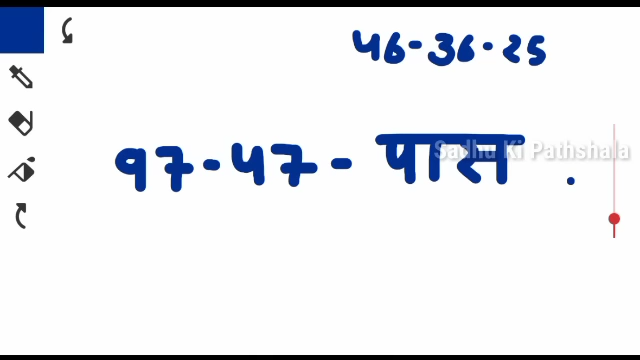 46-36.25
97-47- पास .
Sadhu Ki Pathshala